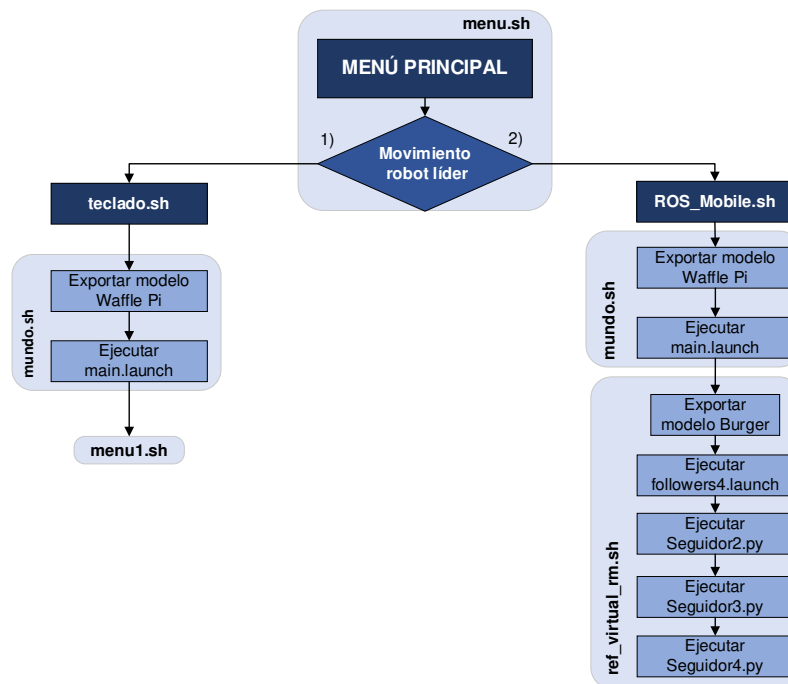 menu.sh
MENÚ PRINCIPAL
1)
2)
Movimiento
robot líder
teclado.sh
mundo.sh
Exportar modelo
Waffle Pi
Ejecutar
main.launch
menu1.sh
ROS_Mobile.sh
mundo.sh
Exportar modelo
Waffle Pi
Ejecutar
main.launch
ref_virtual_rm.sh
Exportar
modelo Burger
Ejecutar
followers4.launch
Ejecutar
Seguidor2.py
Ejecutar
Seguidor3.py
Ejecutar
Seguidor4.py